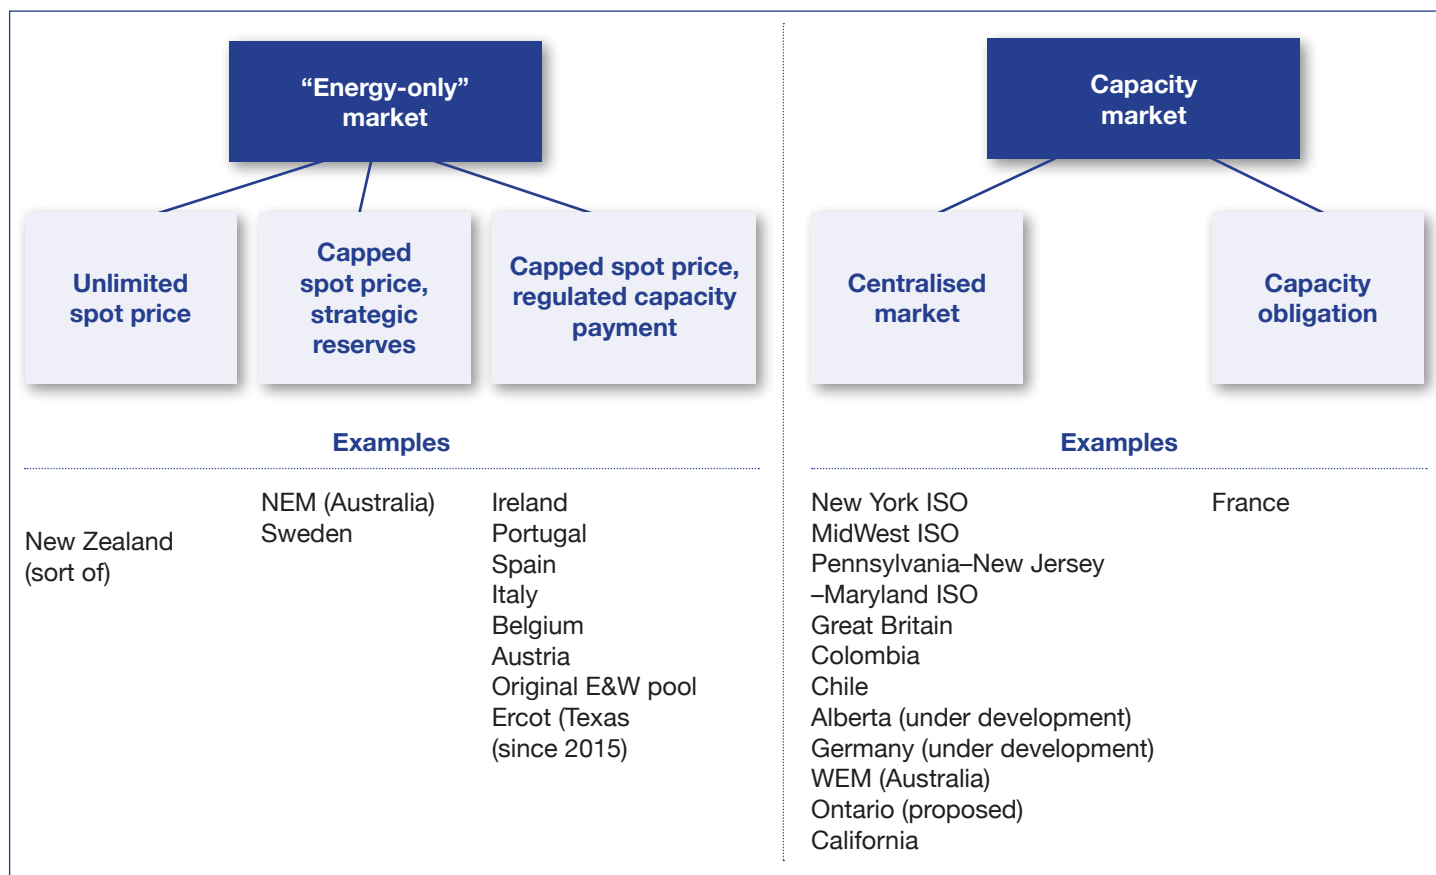 “Energy-only”
market
Unlimited
spot price
Capped
spot price,
strategic
reserves
Capped spot price,
regulated capacity
payment
Examples
New Zealand
(sort of)
NEM (Australia)
Sweden
Ireland
Portugal
Spain
Italy
Belgium
Austria
Original E&W pool
Ercot (Texas
(since 2015)
Capacity
market
Centralised
market
Capacity
obligation
Examples
New York ISO
MidWest ISO
Pennsylvania–New Jersey
–Maryland ISO
Great Britain
Colombia
Chile
Alberta (under development)
Germany (under development)
WEM (Australia)
Ontario (proposed)
California
France